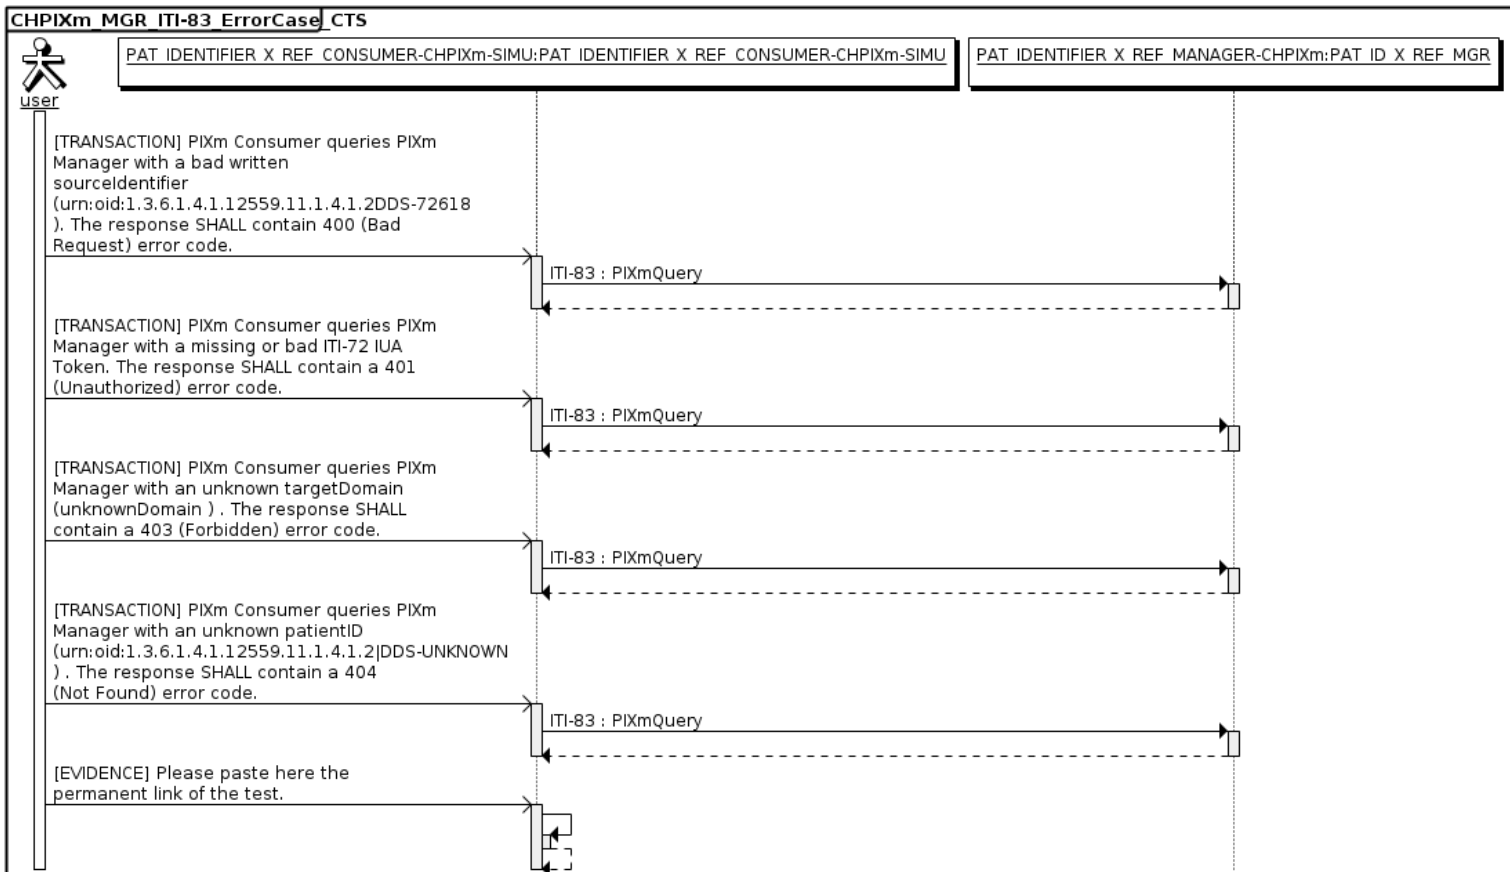 CHPIXm_MGR_ITI-83_ErrorCase_CTS
user
PAT_IDENTIFIER_X_REF_CONSUMER-CHPIXm-SIMU:PAT_IDENTIFIER_X_REF_CONSUMER-CHPIXm-SIMU
PAT_IDENTIFIER_X_REF_MANAGER-CHPIXm:PAT_ID_X_REF_MGR
[TRANSACTION] PIXm Consumer queries PIXm
Manager with a bad written
sourceIdentifier
(urn:oid:1.3.6.1.4.1.12559.11.1.4.1.2DDS-72618
). The response SHALL contain 400 (Bad
Request) error code.
ITI-83 : PIXmQuery
[TRANSACTION] PIXm Consumer queries PIXm
Manager with a missing or bad ITI-72 IUA
Token. The response SHALL contain a 401
(Unauthorized) error code.
ITI-83 : PIXmQuery
[TRANSACTION] PIXm Consumer queries PIXm
Manager with an unknown targetDomain
(unknownDomain ) . The response SHALL
contain a 403 (Forbidden) error code.
ITI-83 : PIXmQuery
[TRANSACTION] PIXm Consumer queries PIXm
Manager with an unknown patientID
(urn:oid:1.3.6.1.4.1.12559.11.1.4.1.2|DDS-UNKNOWN
) . The response SHALL contain a 404
(Not Found) error code.
ITI-83 : PIXmQuery
[EVIDENCE] Please paste here the
permanent link of the test.